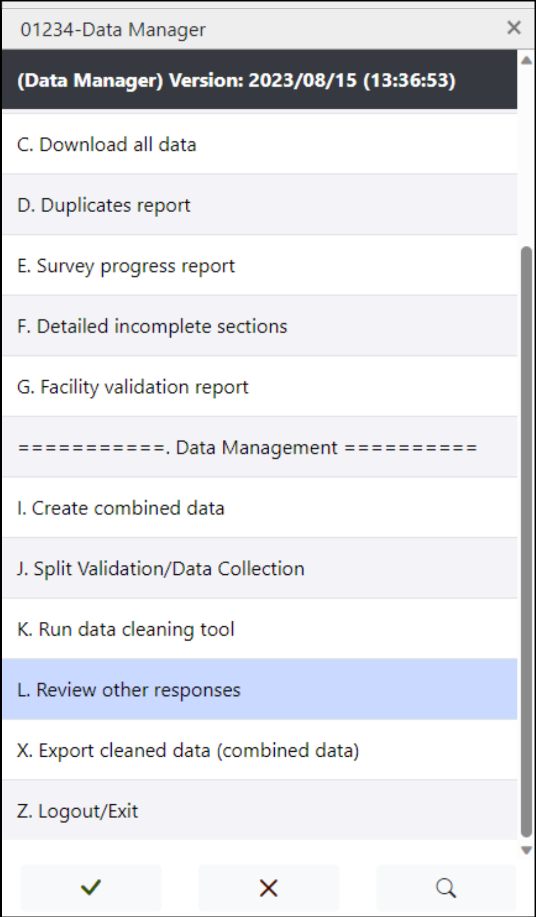 01234-Data Manager
(Data Manager) Version: 2023/08/15 (13:36:53)
C. Download all data
D. Duplicates report
E. Survey progress report
F. Detailed incomplete sections
G. Facility validation report
===========. Data Management ==========
I. Create combined data
J. Split Validation/Data Collection
K. Run data cleaning tool
L. Review other responses
X. Export cleaned data (combined data)
Z. Logout/Exit